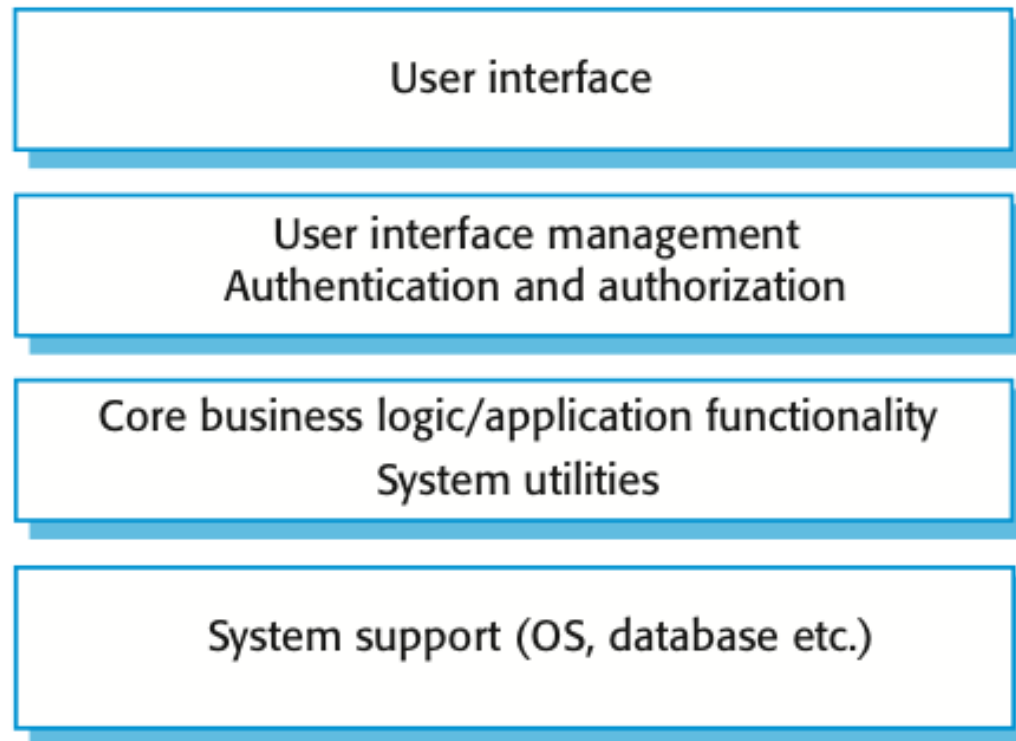 User interface
User interface management
Authentication and authorization
Core business logic/application functionality
System utilities
System support (OS, database etc.)